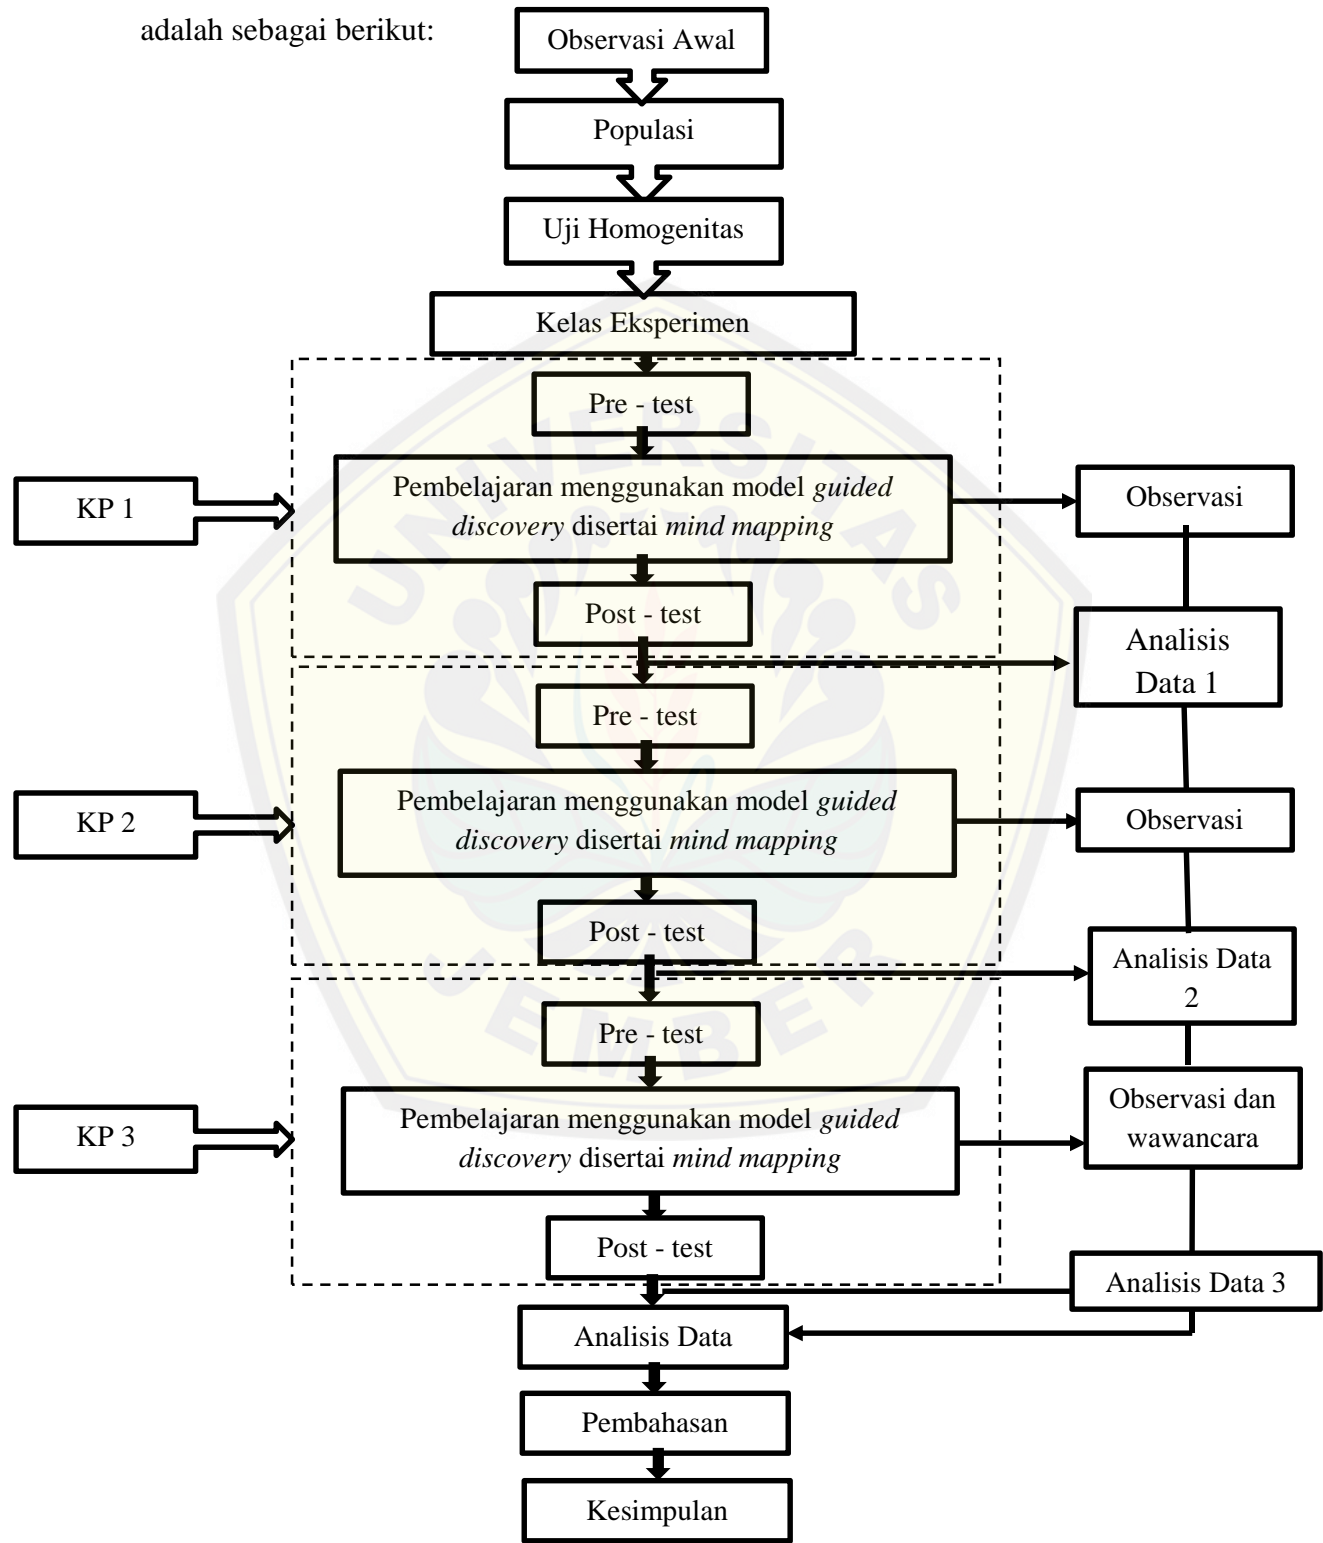 adalah sebagai berikut:
Observasi Awal
Populasi
Uji Homogenitas
Kelas Eksperimen
Pre - test
KP 1
Pembelajaran menggunakan model guided
discovery disertai mind mapping
Observasi
Post - test
Analisis
Data 1
Pre - test
KP 2
Pembelajaran menggunakan model guided
discovery disertai mind mapping
Observasi
Post - test
Analisis Data
2
Pre - test
KP 3
Pembelajaran menggunakan model guided
discovery disertai mind mapping
Observasi dan
wawancara
Post - test
Analisis Data 3
Analisis Data
Pembahasan
Kesimpulan
UNIVERSITAS
JEMBER